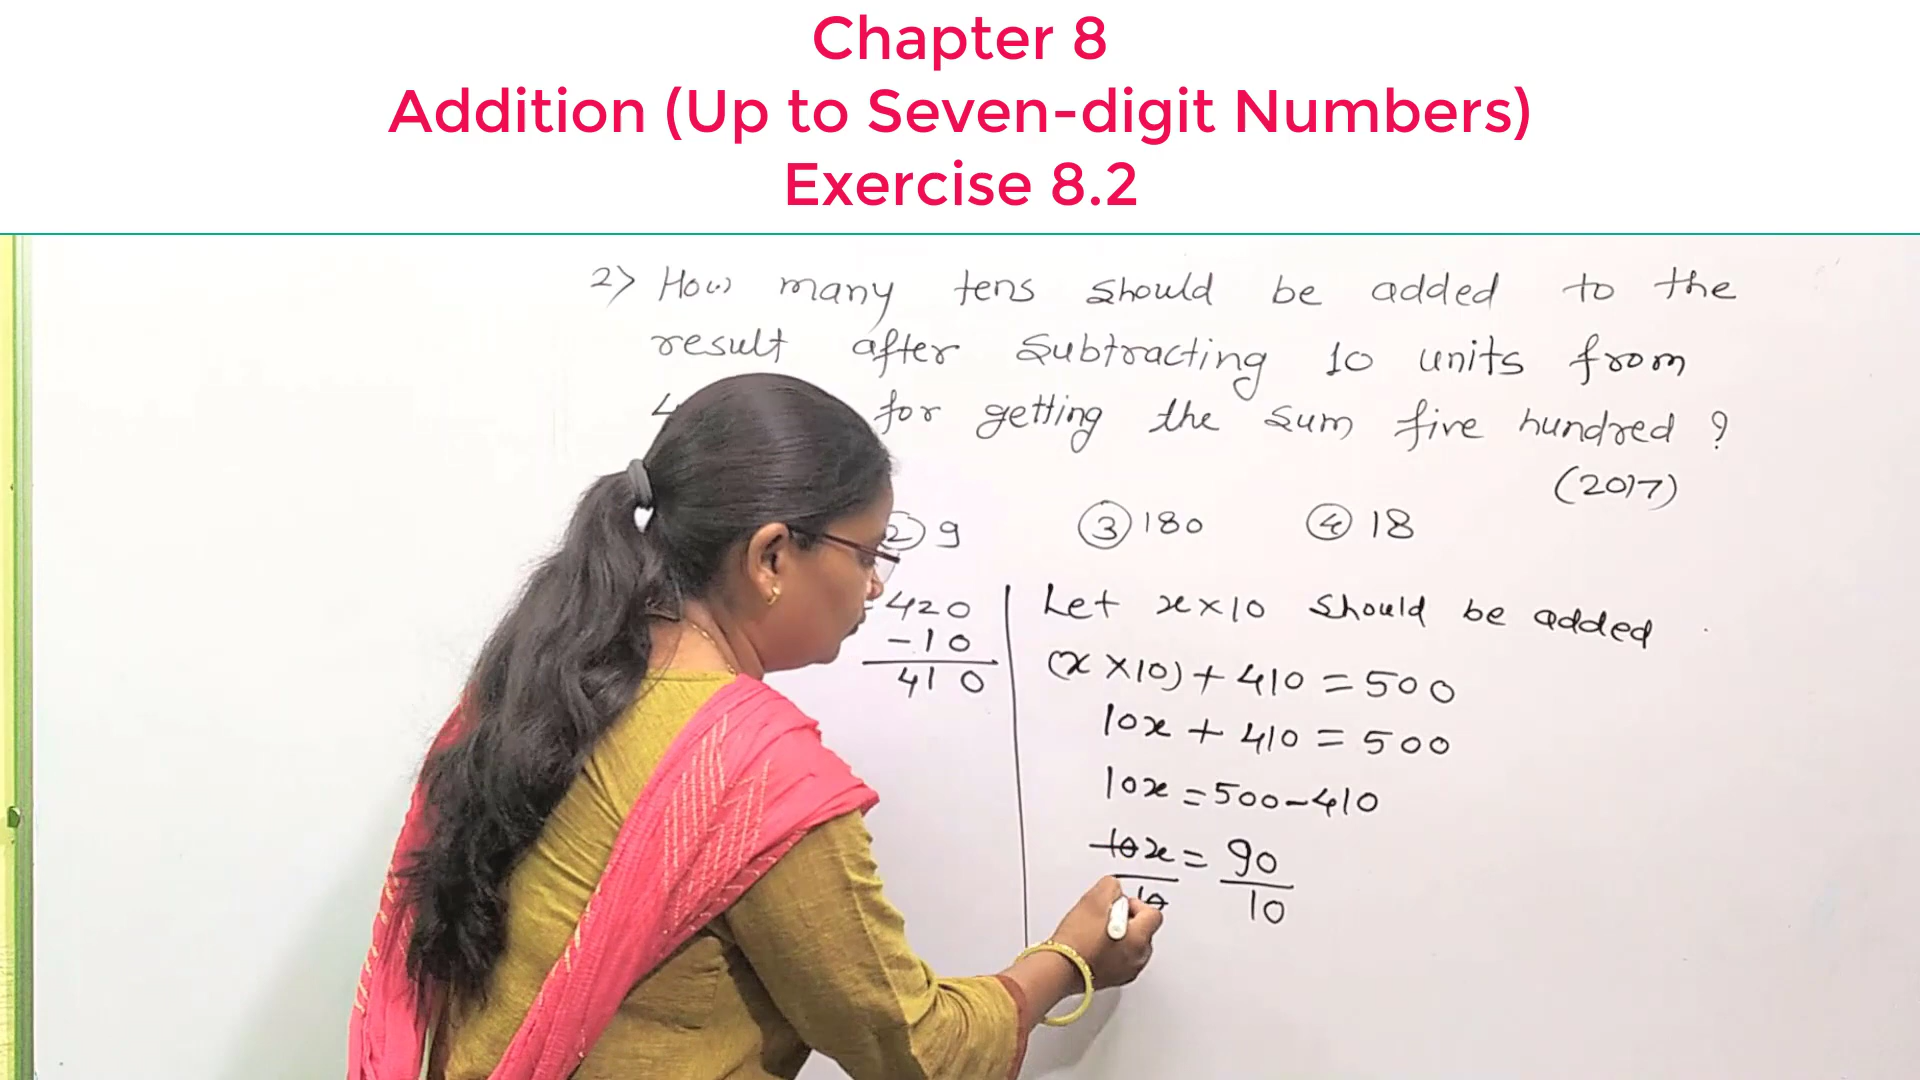 Chapter 8
Addition (Up to Seven-digit Numbers)
Exercise 8.2
2) How many tens should be added to the
result after subtracting 10 units from
for getting the sum five hundred ?
(2017)
② 9 ③ 180 ④ 18
420
-10
410
Let x×10 should be added
(x×10)+410=500
10x+410=500
10x=500-410
10x=90
10 10